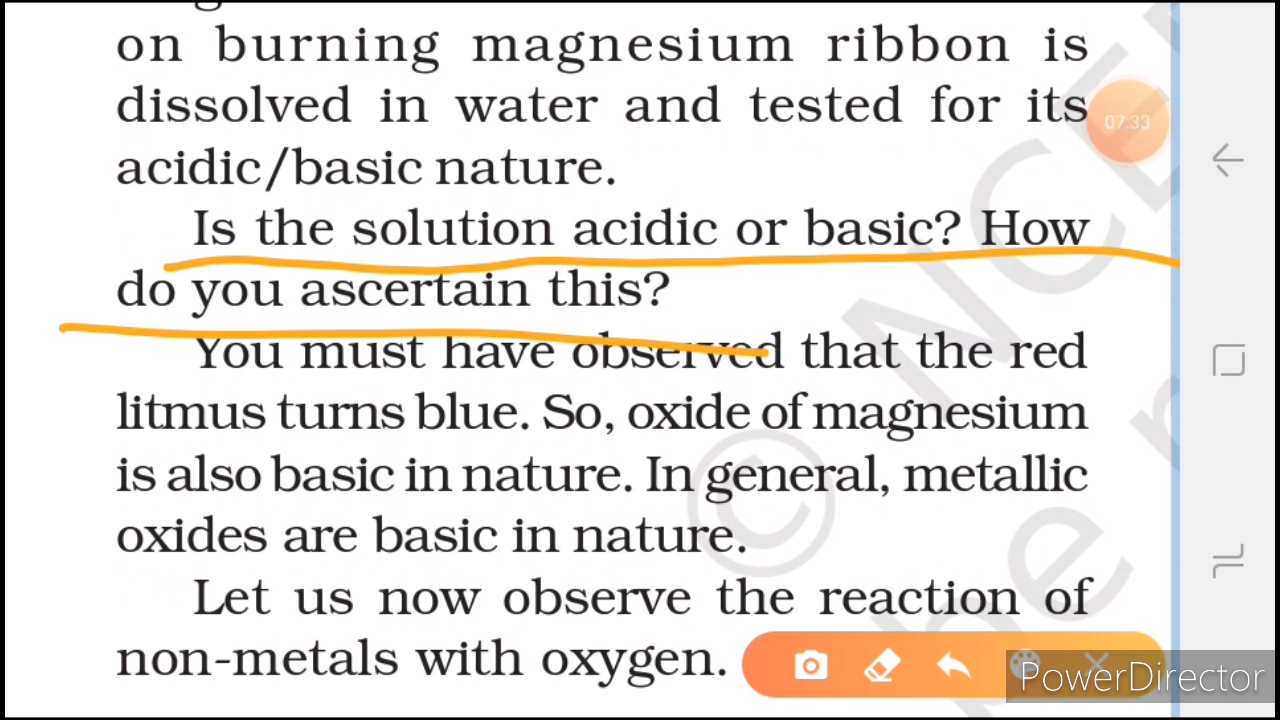 on burning magnesium ribbon is
dissolved in water and tested for its
acidic/basic nature.
07:33
Is the solution acidic or basic? How
do you ascertain this?
You must have observed that the red
litmus turns blue. So, oxide of magnesium
is also basic in nature. In general, metallic
oxides are basic in nature.
Let us now observe the reaction of
non-metals with oxygen.
PowerDirector